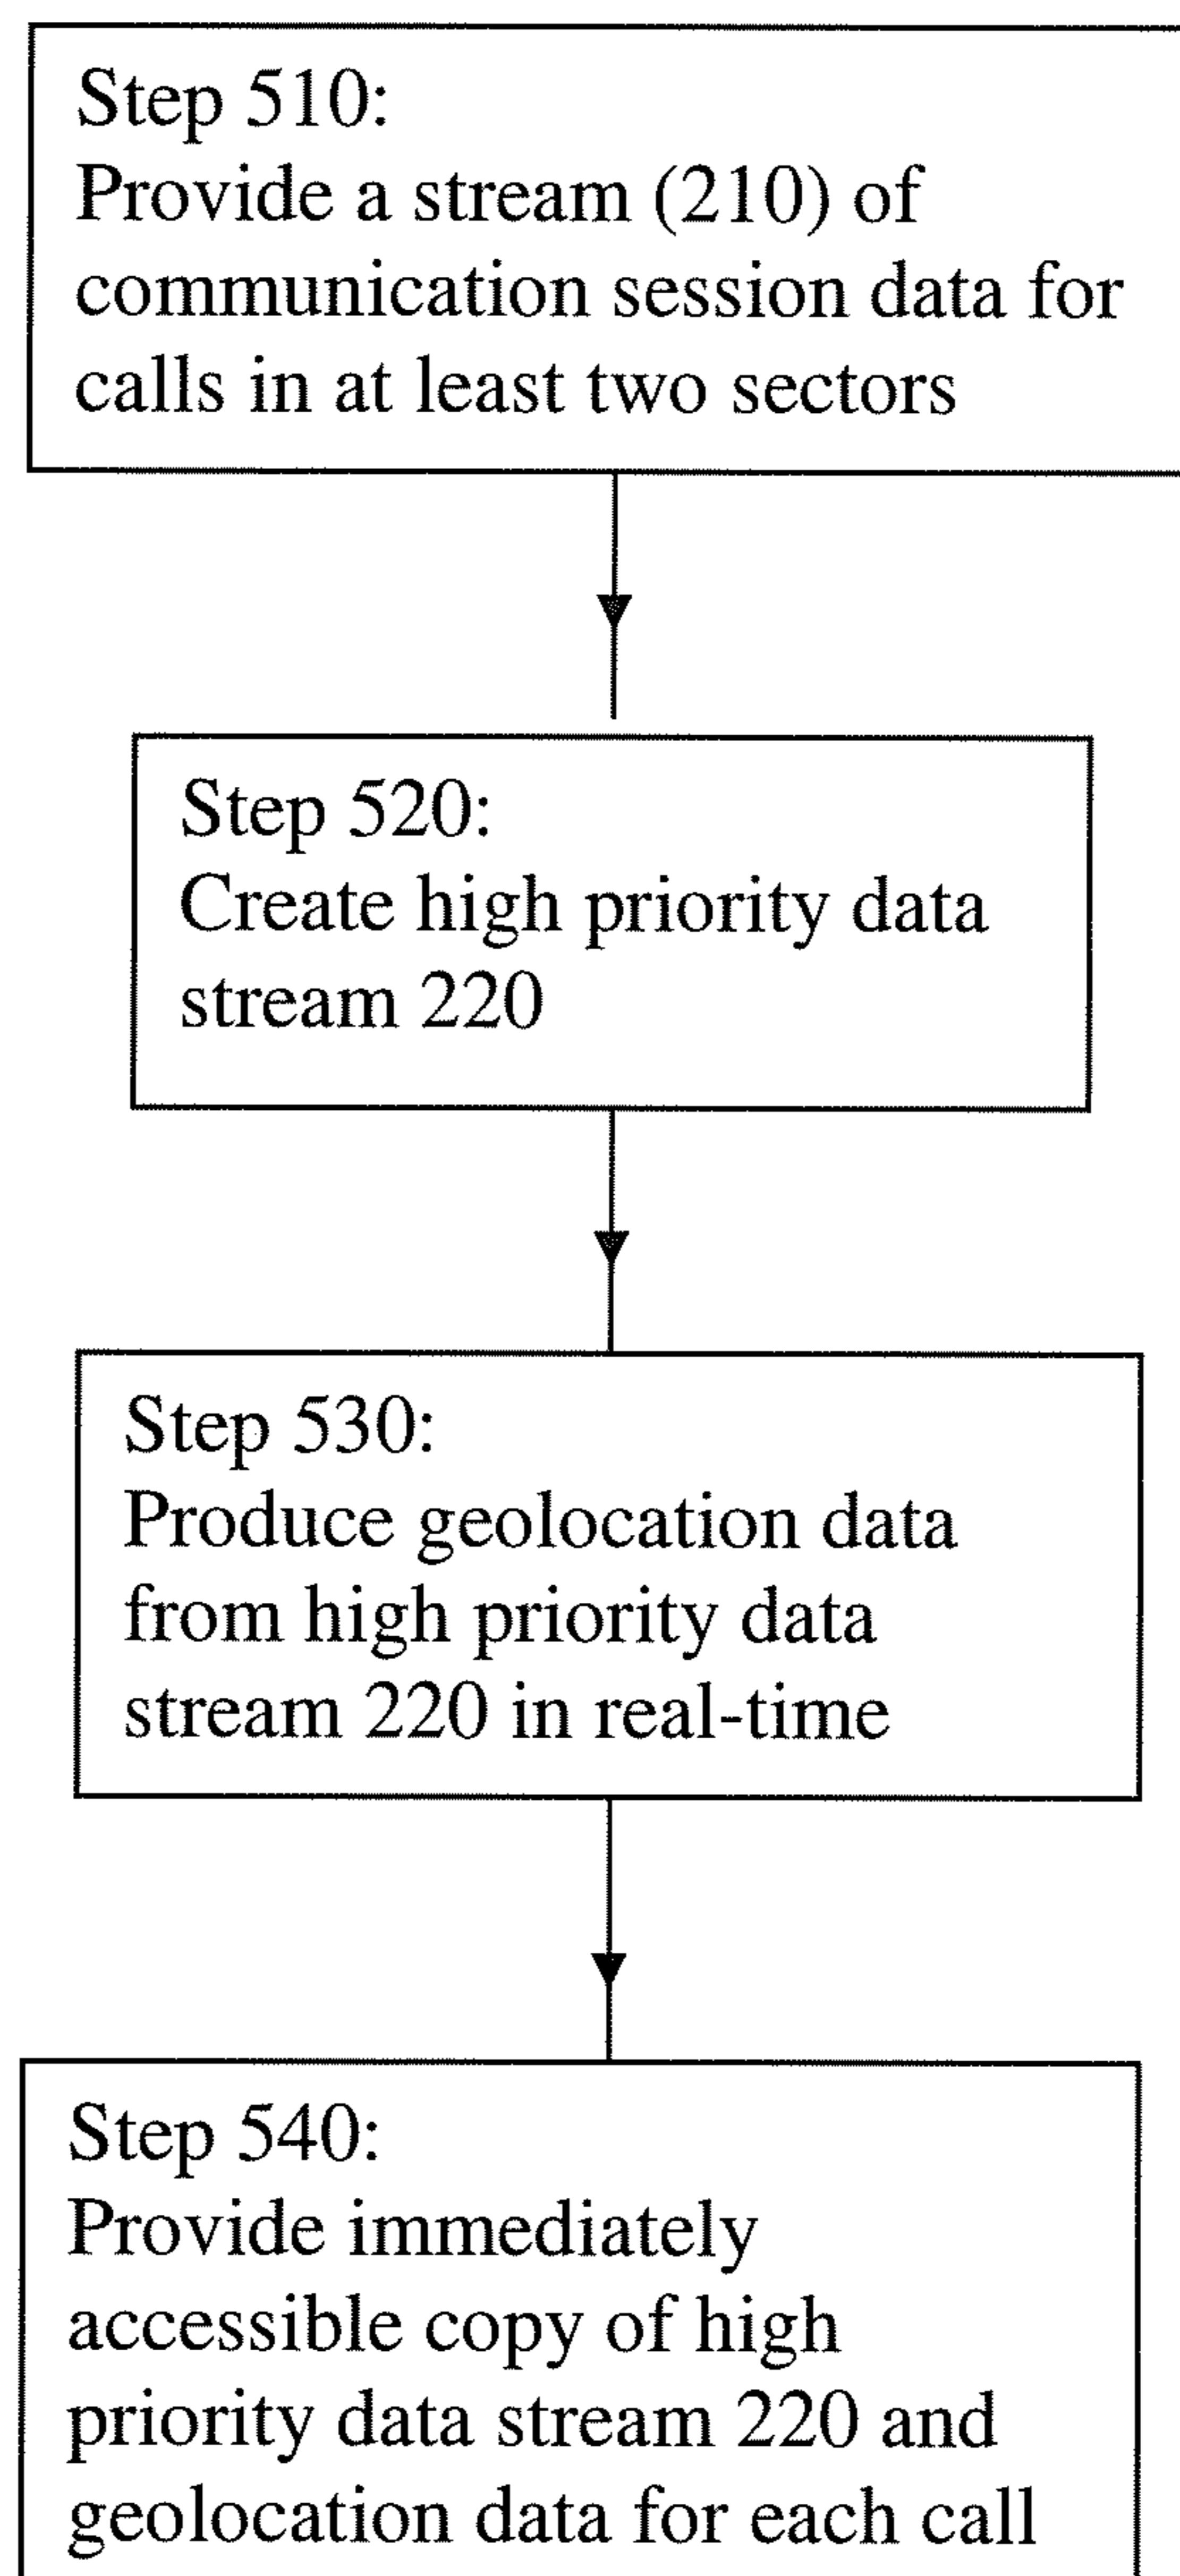 Step 510:
Provide a stream (210) of
communication session data for
calls in at least two sectors
Step 520:
Create high priority data
stream 220
Step 530:
Produce geolocation data
from high priority data
stream 220 in real-time
Step 540:
Provide immediately
accessible copy of high
priority data stream 220 and
geolocation data for each call